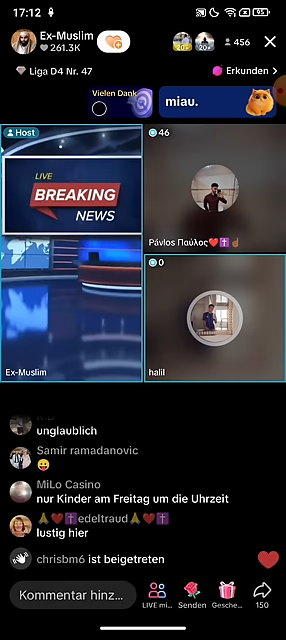 17:12
95
Ex-Muslim
261.3K
20+
20+
456
Liga D4 Nr. 47
Erkunden
Vielen Dank
miau.
Host
LIVE
BREAKING
NEWS
Ex-Muslim
46
Pávlos Παύλος❤️✝️☝🏾
0
halil
unglaublich
Samir ramadanovic
😛
MiLo Casino
nur Kinder am Freitag um die Uhrzeit
🙏❤️✝️edeltraud🙏❤️✝️
lustig hier
chrisbm6 ist beigetreten
Kommentar hinz...
LIVE mi...
Senden
Gesche...
150